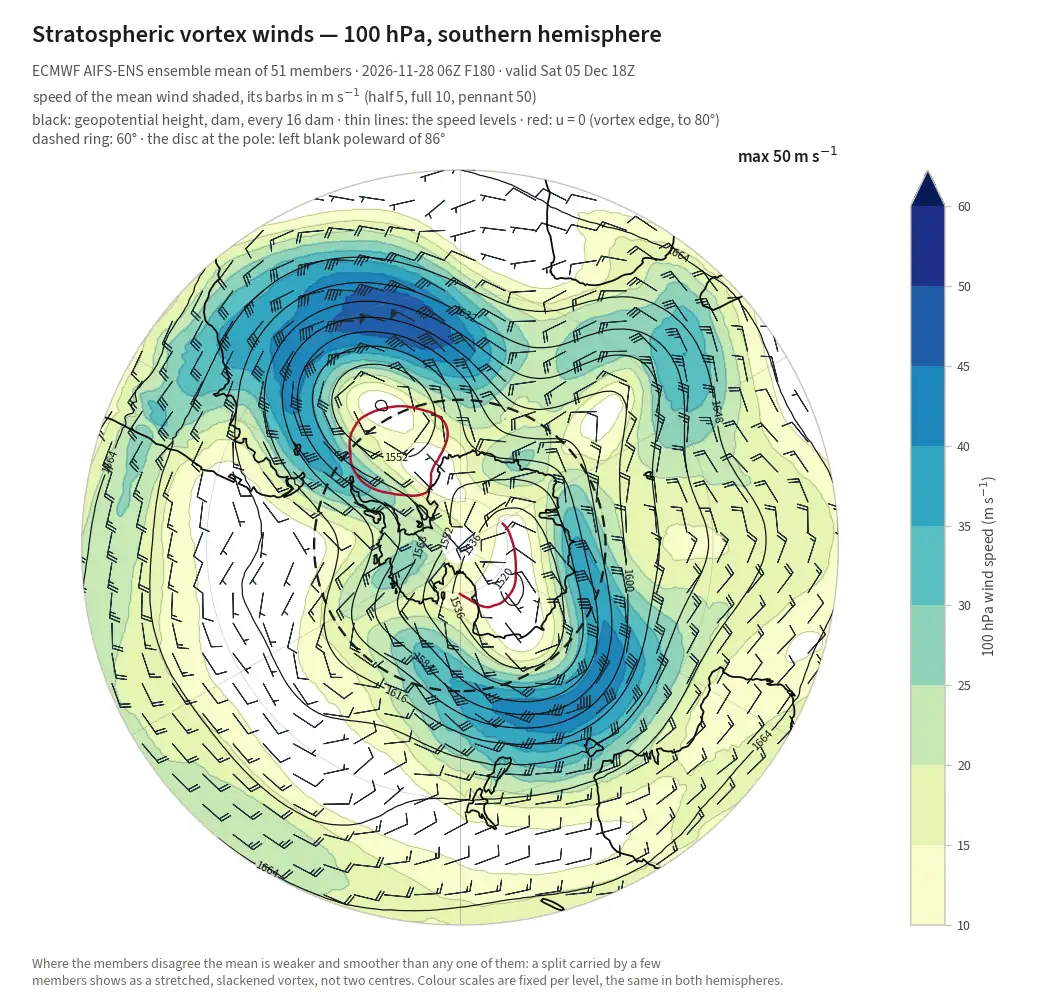 Stratospheric vortex winds — 100 hPa, southern hemisphere
ECMWF AIFS-ENS ensemble mean of 51 members · 2026-11-28 06Z F180 · valid Sat 05 Dec 18Z
speed of the mean wind shaded, its barbs in m s⁻¹ (half 5, full 10, pennant 50)
black: geopotential height, dam, every 16 dam · thin lines: the speed levels · red: u = 0 (vortex edge, to 80°)
dashed ring: 60° · the disc at the pole: left blank poleward of 86°
max 50 m s⁻¹
60
50
45
40
35
30
25
20
15
10
100 hPa wind speed (m s⁻¹)
1664
1632
1648
1664
1552
1568
1552
1536
1520
1536
1600
1584
1616
1664
1664
Where the members disagree the mean is weaker and smoother than any one of them: a split carried by a few
members shows as a stretched, slackened vortex, not two centres. Colour scales are fixed per level, the same in both hemispheres.